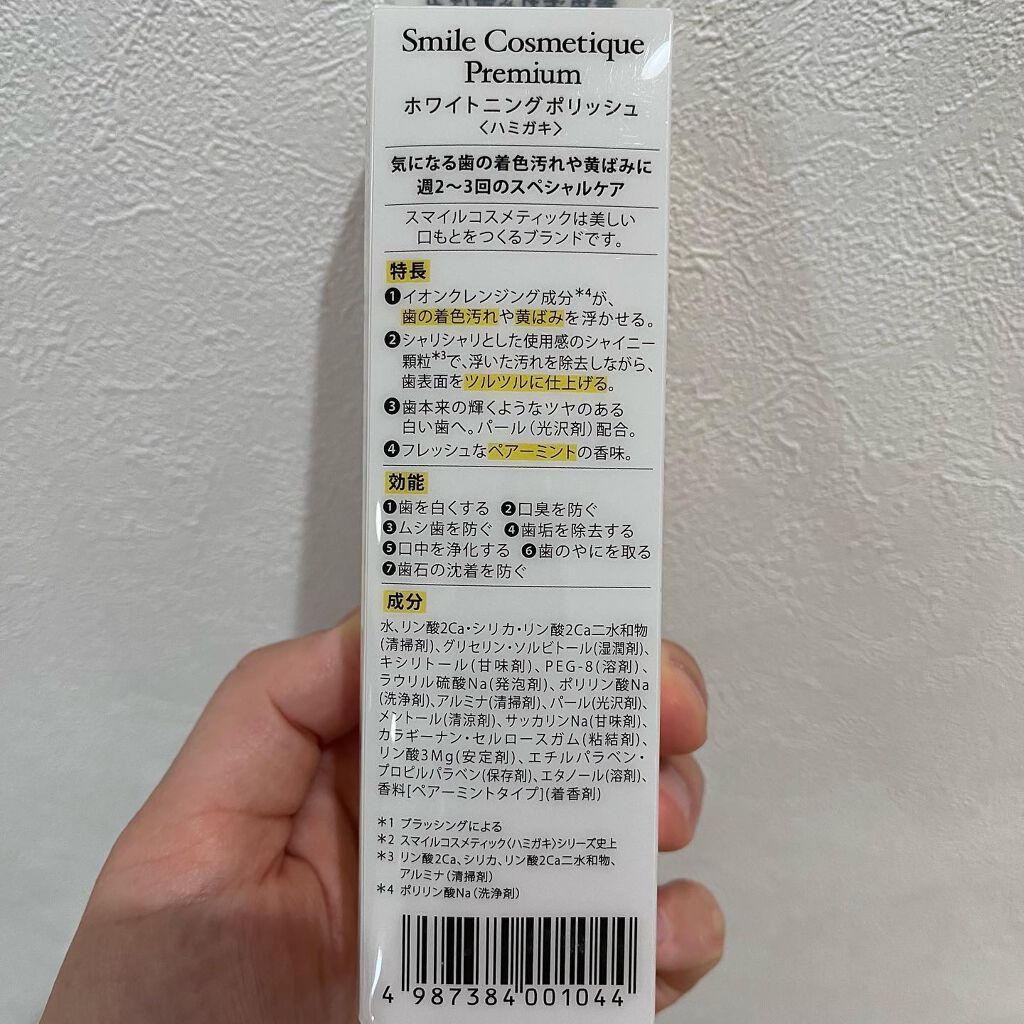 Smile Cosmetique
Premium
ホワイトニングポリッシュ
〈ハミガキ〉
気になる歯の着色汚れや黄ばみに
週2〜3回のスペシャルケア
スマイルコスメティックは美しい
口もとをつくるブランドです。
特長
❶イオンクレンジング成分*4が、
歯の着色汚れや黄ばみを浮かせる。
❷シャリシャリとした使用感のシャイニー
顆粒*3で、浮いた汚れを除去しながら、
歯表面をツルツルに仕上げる。
❸歯本来の輝くようなツヤのある
白い歯へ。パール(光沢剤)配合。
❹フレッシュなペアーミントの香味。
効能
❶歯を白くする ❷口臭を防ぐ
❸ムシ歯を防ぐ ❹歯垢を除去する
❺口中を浄化する ❻歯のやにを取る
❼歯石の沈着を防ぐ
成分
水、リン酸2Ca・シリカ・リン酸2Ca二水和物
(清掃剤)、グリセリン・ソルビトール(湿潤剤)、
キシリトール(甘味剤)、PEG-8(溶剤)、
ラウリル硫酸Na(発泡剤)、ポリリン酸Na
(洗浄剤)、アルミナ(清掃剤)、パール(光沢剤)、
メントール(清涼剤)、サッカリンNa(甘味剤)、
カラギーナン・セルロースガム(粘結剤)、
リン酸3Mg(安定剤)、エチルパラベン・
プロピルパラベン(保存剤)、エタノール(溶剤)、
香料[ペアーミントタイプ](着香剤)
*1 ブラッシングによる
*2 スマイルコスメティック〈ハミガキ〉シリーズ史上
*3 リン酸2Ca、シリカ、リン酸2Ca二水和物、
アルミナ(清掃剤)
*4 ポリリン酸Na(洗浄剤)
4 987384 001044